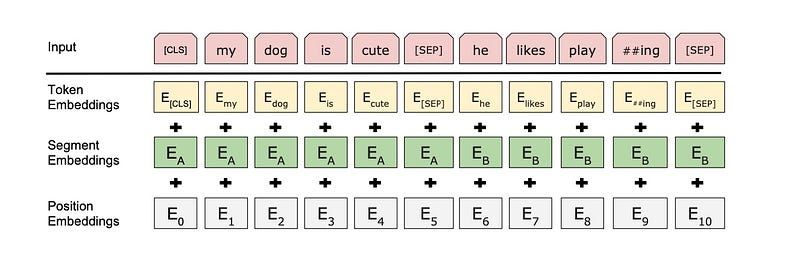 Input [CLS] my dog is cute [SEP] he likes play ##ing [SEP]
Token Embeddings E[CLS] Emy Edog Eis Ecute E[SEP] Ehe Elikes Eplay E##ing E[SEP]
+ + + + + + + + + + +
Segment Embeddings EA EA EA EA EA EA EB EB EB EB EB
+ + + + + + + + + + +
Position Embeddings E0 E1 E2 E3 E4 E5 E6 E7 E8 E9 E10